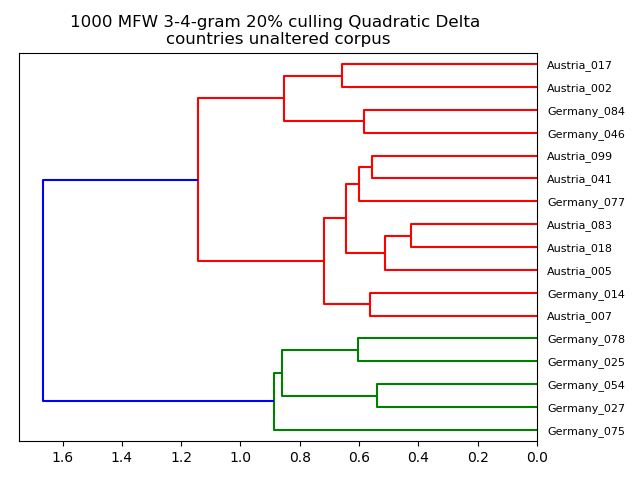 1000 MFW 3-4-gram 20% culling Quadratic Delta
countries unaltered corpus
Austria_017
Austria_002
Germany_084
Germany_046
Austria_099
Austria_041
Germany_077
Austria_083
Austria_018
Austria_005
Germany_014
Austria_007
Germany_078
Germany_025
Germany_054
Germany_027
Germany_075
1.6 1.4 1.2 1.0 0.8 0.6 0.4 0.2 0.0